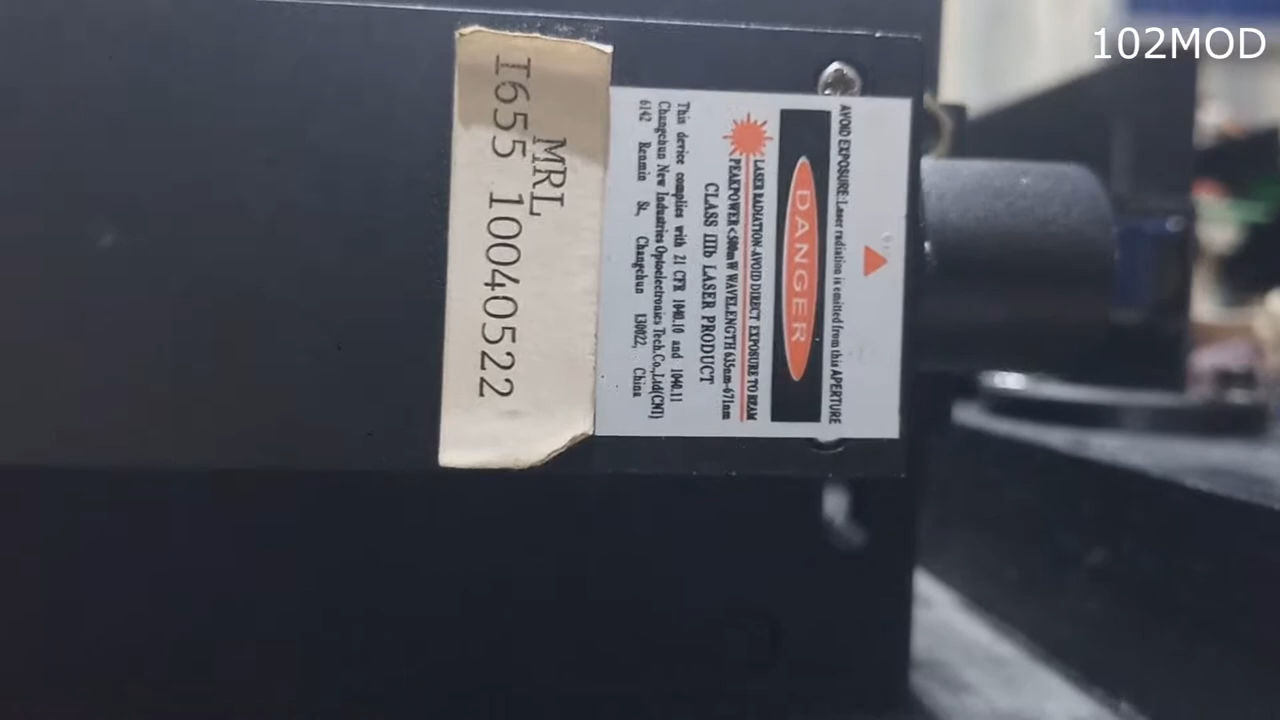 102MOD
AVOID EXPOSURE: Laser radiation is emitted from this APERTURE
DANGER
LASER RADIATION-AVOID DIRECT EXPOSURE TO BEAM
PEAKPOWER<500mW WAVELENGTH 635nm-671nm
CLASS IIIb LASER PRODUCT
This device complies with 21 CFR 1040.10 and 1040.11
Changchun New Industries Optoelectronics Tech.Co.,Ltd(CNI)
6142 Renmin St, Changchun 130022, China
MRL
I655 10040522